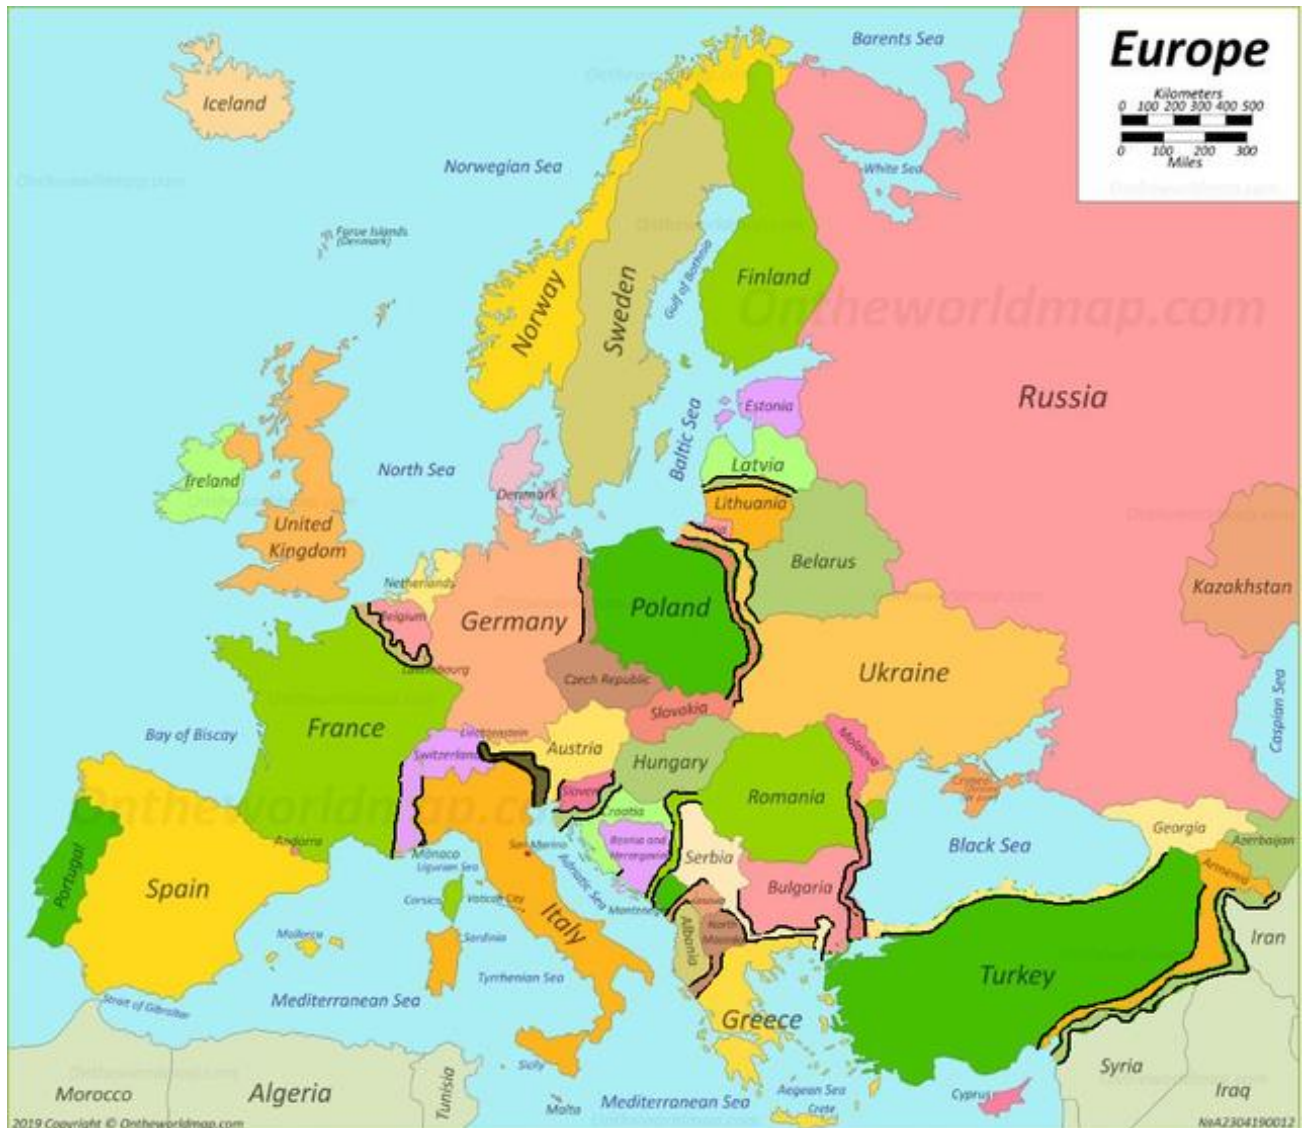 Europe
Kilometers
0 100 200 300 400 500
0 100 200 300
Miles
Barents Sea
Iceland
Norwegian Sea
White Sea
Ontheworldmap.com
Faroe Islands
(Denmark)
Norway
Sweden
Gulf of Bothnia
Finland
Ontheworldmap.com
Russia
Estonia
Baltic Sea
Latvia
North Sea
Ireland
Denmark
Lithuania
United
Kingdom
Netherlands
Belarus
Kazakhstan
Belgium
Germany
Poland
Luxembourg
Czech Republic
Ukraine
Slovakia
Caspian Sea
Bay of Biscay
France
Liechtenstein
Switzerland
Austria
Hungary
Moldova
Romania
Croatia
Ontheworldmap.com
Andorra
Monaco
Ligurian Sea
San Marino
Bosnia and
Herzegovina
Serbia
Black Sea
Georgia
Azerbaijan
Armenia
Portugal
Spain
Corsica
Vatican City
Adriatic Sea
Bulgaria
Mallorca
Sardinia
Italy
Albania
North
Iran
Tyrrhenian Sea
Turkey
Strait of Gibraltar
Mediterranean Sea
Greece
Sicily
Syria
Morocco
Algeria
Tunisia
Malta
Mediterranean Sea
Aegean Sea
Crete
Cyprus
Iraq
2019 Copyright © Ontheworldmap.com